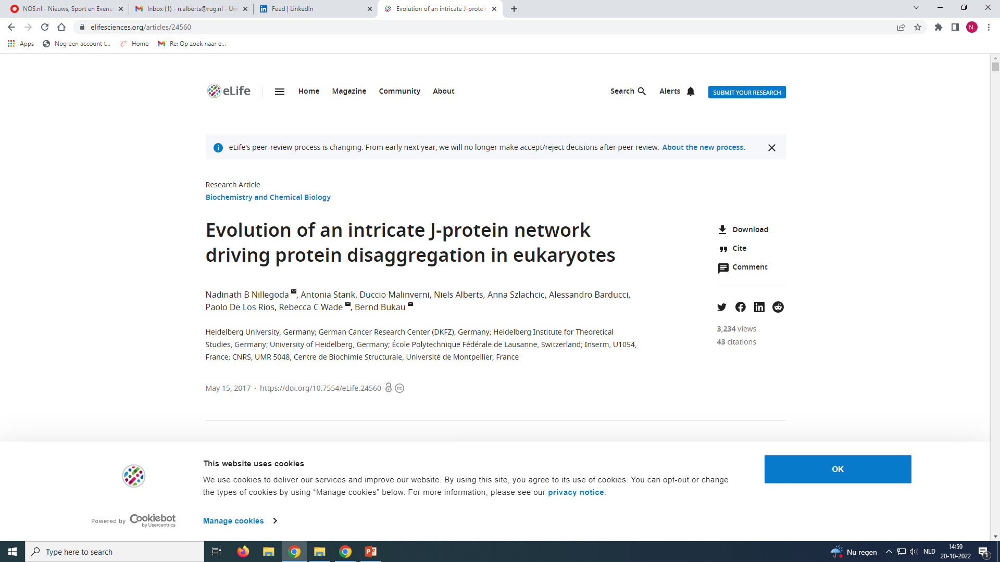 NOS.nl - Nieuws, Sport en Evene
Inbox (1) - n.alberts@rug.nl - Uni
Feed | LinkedIn
Evolution of an intricate J-protein
elifesciences.org/articles/24560
N.
Apps
Nog een account t...
Home
Re: Op zoek naar e...
eLife
Home
Magazine
Community
About
Search
Alerts
SUBMIT YOUR RESEARCH
eLife's peer-review process is changing. From early next year, we will no longer make accept/reject decisions after peer review. About the new process.
Research Article
Biochemistry and Chemical Biology
Evolution of an intricate J-protein network
driving protein disaggregation in eukaryotes
Download
Cite
Comment
Nadinath B Nillegoda, Antonia Stank, Duccio Malinverni, Niels Alberts, Anna Szlachcic, Alessandro Barducci,
Paolo De Los Rios, Rebecca C Wade, Bernd Bukau
3,234 views
43 citations
Heidelberg University, Germany; German Cancer Research Center (DKFZ), Germany; Heidelberg Institute for Theoretical
Studies, Germany; University of Heidelberg, Germany; École Polytechnique Fédérale de Lausanne, Switzerland; Inserm, U1054,
France; CNRS, UMR 5048, Centre de Biochimie Structurale, Université de Montpellier, France
May 15, 2017 · https://doi.org/10.7554/eLife.24560
This website uses cookies
We use cookies to deliver our services and improve our website. By using this site, you agree to its use of cookies. You can opt-out or change
the types of cookies by using “Manage cookies” below. For more information, please see our privacy notice.
OK
Powered by Cookiebot
by Usercentrics
Manage cookies
Type here to search
Nu regen
NLD
14:59
20-10-2022
1